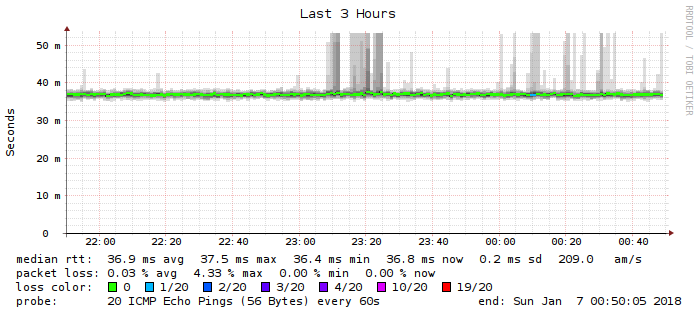 Last 3 Hours
RRDTOOL / TOBI OETIKER
Seconds
50 m
40 m
30 m
20 m
10 m
0
22:00 22:20 22:40 23:00 23:20 23:40 00:00 00:20 00:40
median rtt: 36.9 ms avg 37.5 ms max 36.4 ms min 36.8 ms now 0.2 ms sd 209.0 am/s
packet loss: 0.03 % avg 4.33 % max 0.00 % min 0.00 % now
loss color: 0 1/20 2/20 3/20 4/20 10/20 19/20
probe: 20 ICMP Echo Pings (56 Bytes) every 60s end: Sun Jan 7 00:50:05 2018